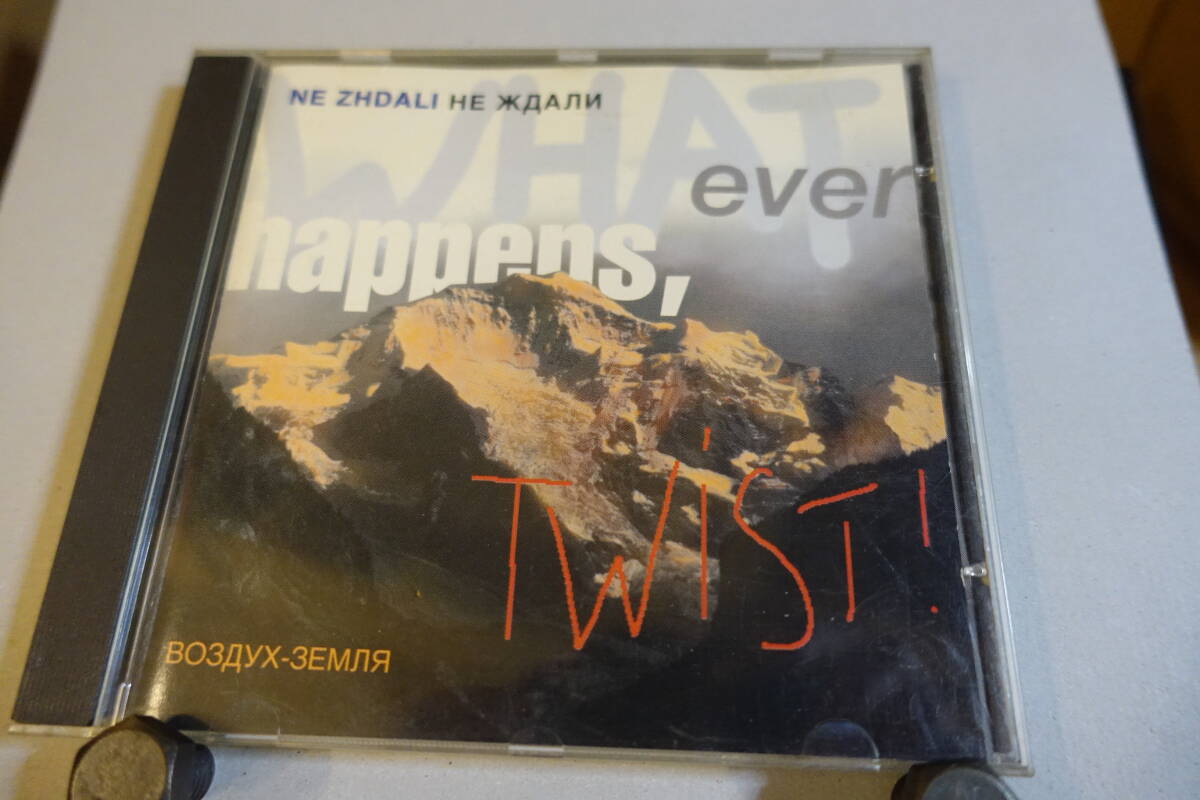 NE ZHDALI НЕ ЖДАЛИ
WHAT
ever
happens,
TWiST!
ВОЗДУХ-ЗЕМЛЯ